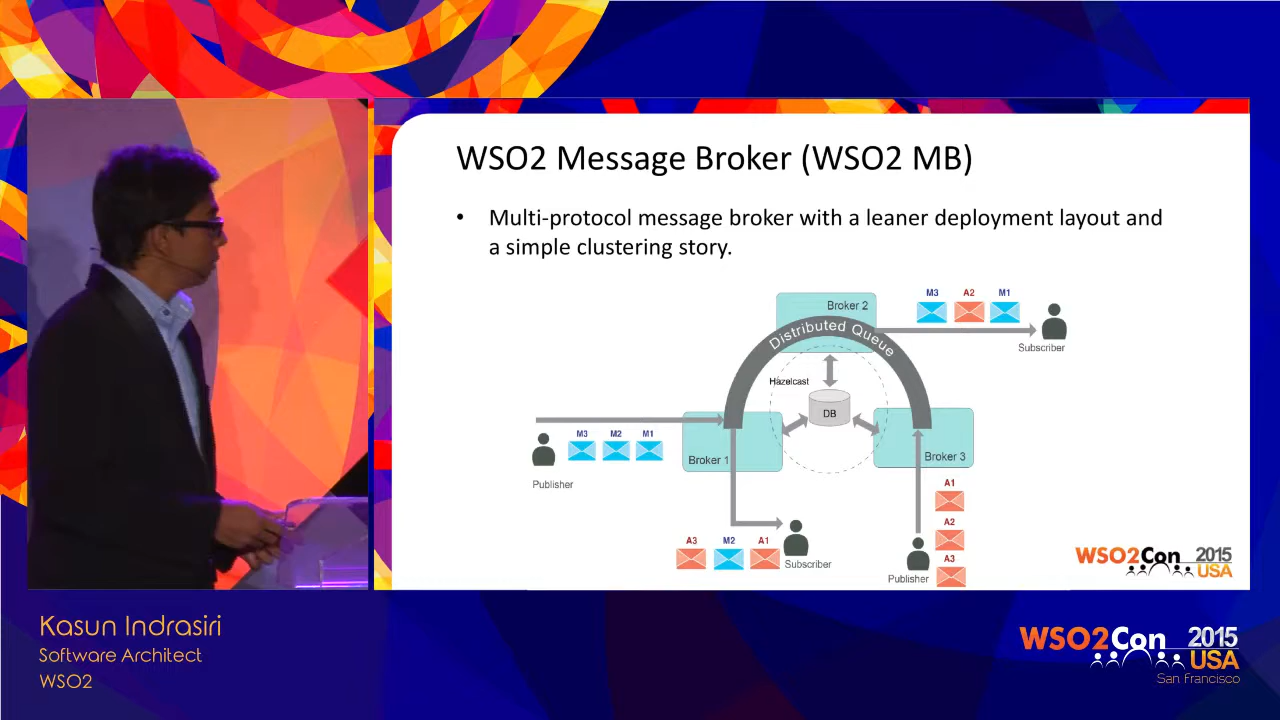 WSO2 Message Broker (WSO2 MB)
• Multi-protocol message broker with a leaner deployment layout and
a simple clustering story.
Broker 2
Distributed Queue
M3 A2 M1
Subscriber
Hazelcast
DB
M3 M2 M1
Publisher
Broker 1
Broker 3
A1
A2
A3
Publisher
A3 M2 A1
Subscriber
WSO2Con 2015
USA
Kasun Indrasiri
Software Architect
WSO2
WSO2Con 2015
USA
San Francisco